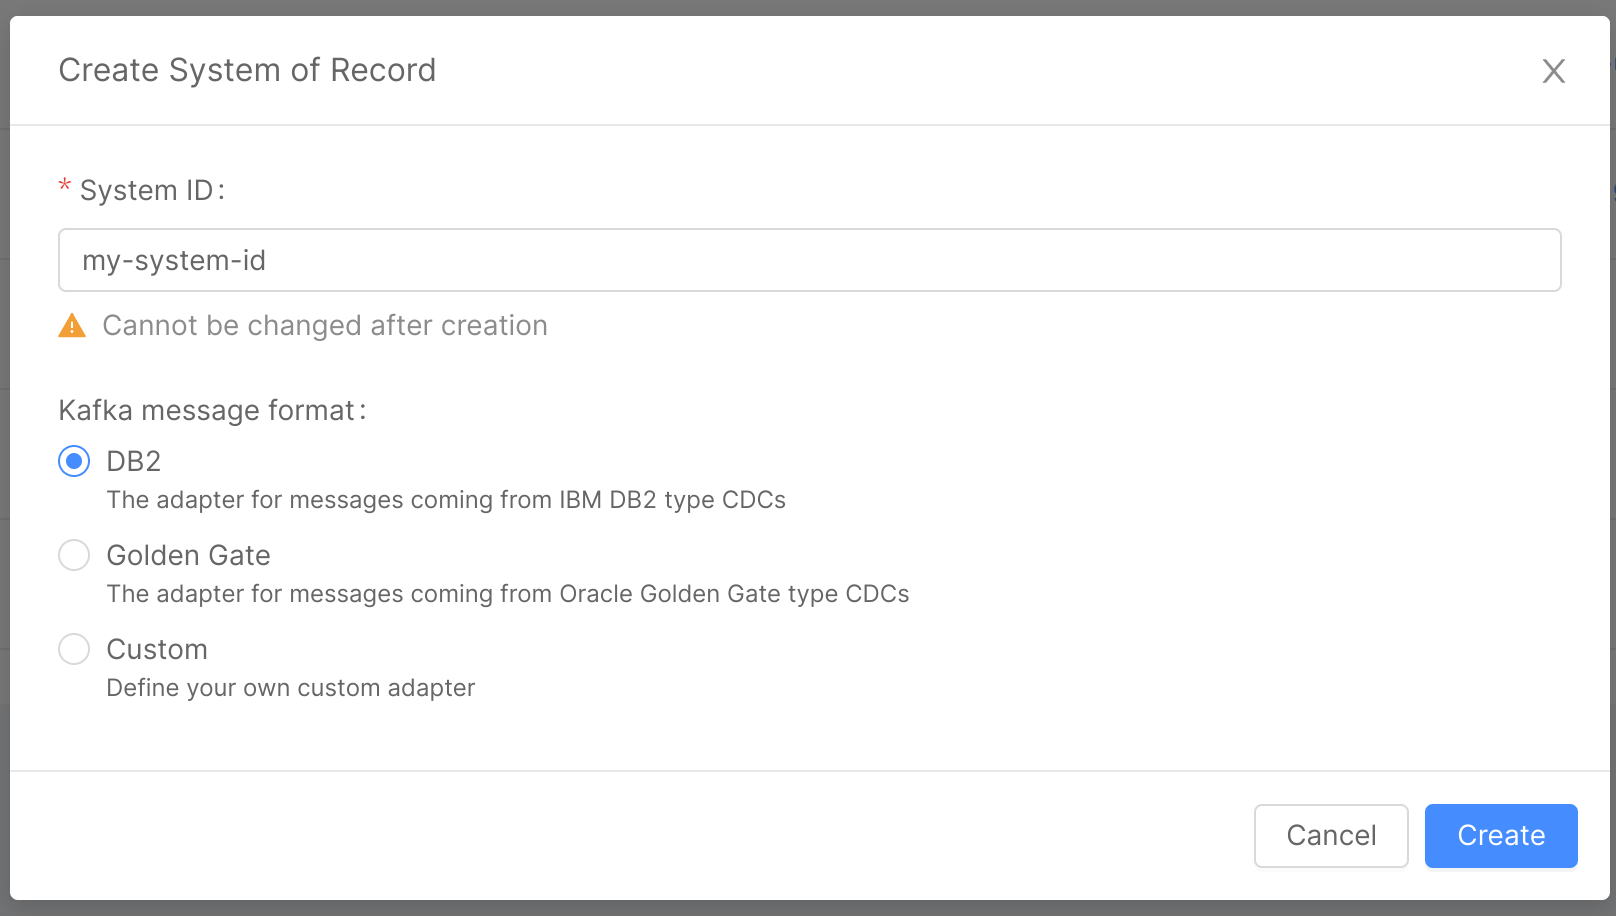 Create System of Record
* System ID:
my-system-id
Cannot be changed after creation
Kafka message format:
DB2
The adapter for messages coming from IBM DB2 type CDCs
Golden Gate
The adapter for messages coming from Oracle Golden Gate type CDCs
Custom
Define your own custom adapter
Cancel
Create